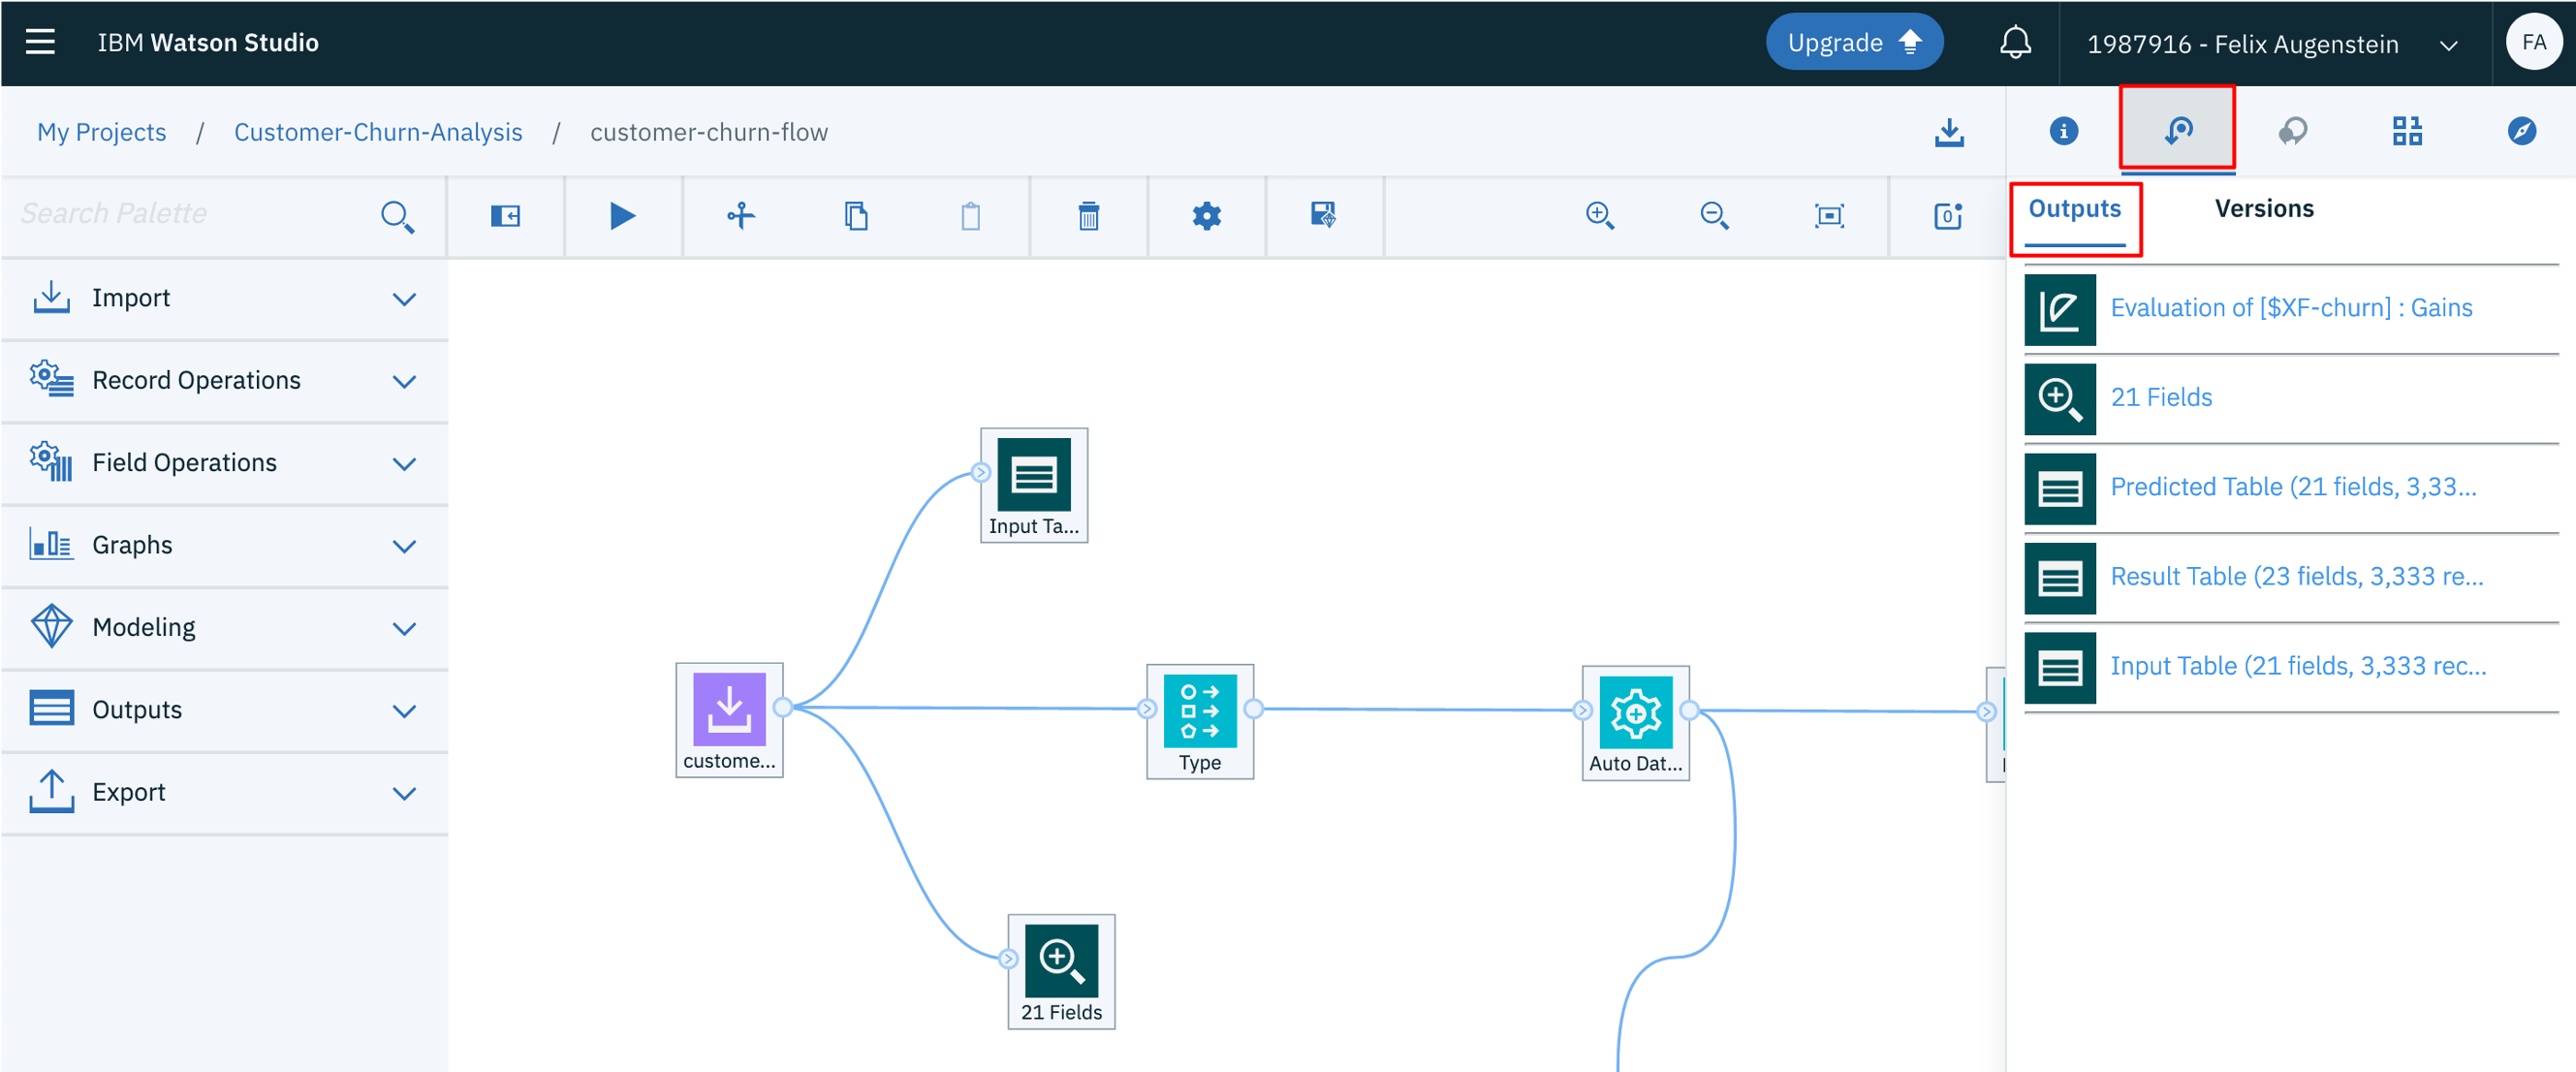 IBM Watson Studio
Upgrade
1987916 - Felix Augenstein
FA
My Projects / Customer-Churn-Analysis / customer-churn-flow
Search Palette
Outputs
Versions
Import
Record Operations
Field Operations
Graphs
Modeling
Outputs
Export
Input Ta...
custome...
Type
Auto Dat...
21 Fields
Evaluation of [$XF-churn] : Gains
21 Fields
Predicted Table (21 fields, 3,33...
Result Table (23 fields, 3,333 re...
Input Table (21 fields, 3,333 rec...